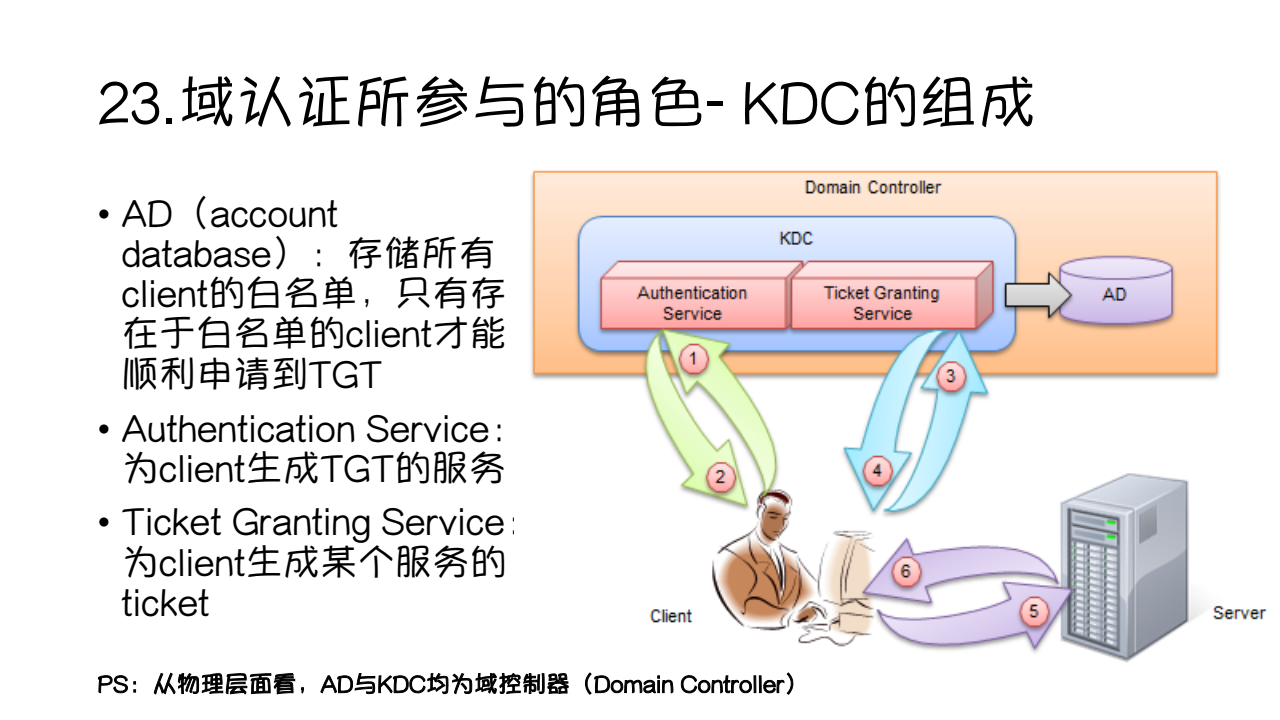 23.域认证所参与的角色- KDC的组成
• AD（account
database）：存储所有
client的白名单，只有存
在于白名单的client才能
顺利申请到TGT
• Authentication Service：
为client生成TGT的服务
• Ticket Granting Service：
为client生成某个服务的
ticket
Domain Controller
KDC
Authentication
Service
Ticket Granting
Service
AD
1
2
3
4
6
5
Client
Server
PS：从物理层面看，AD与KDC均为域控制器（Domain Controller）